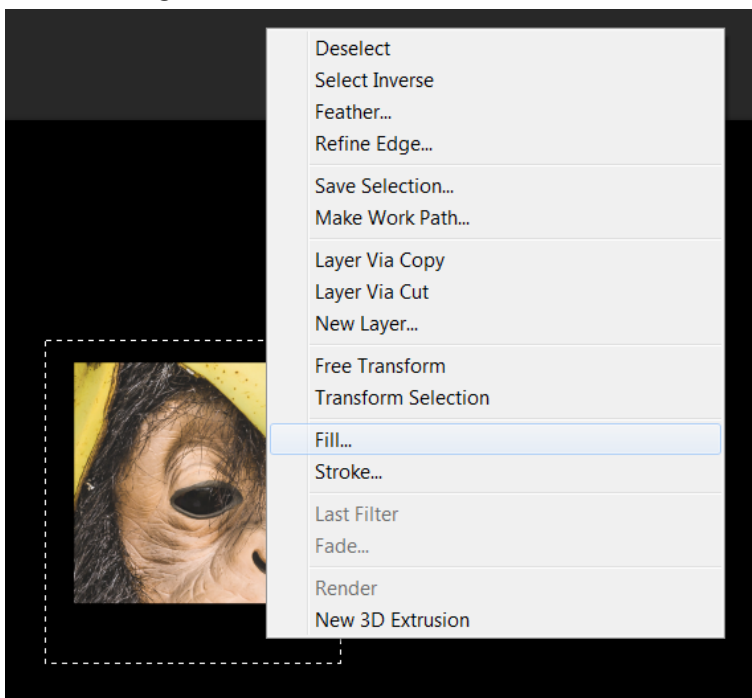 Deselect
Select Inverse
Feather...
Refine Edge...
Save Selection...
Make Work Path...
Layer Via Copy
Layer Via Cut
New Layer...
Free Transform
Transform Selection
Fill...
Stroke...
Last Filter
Fade...
Render
New 3D Extrusion